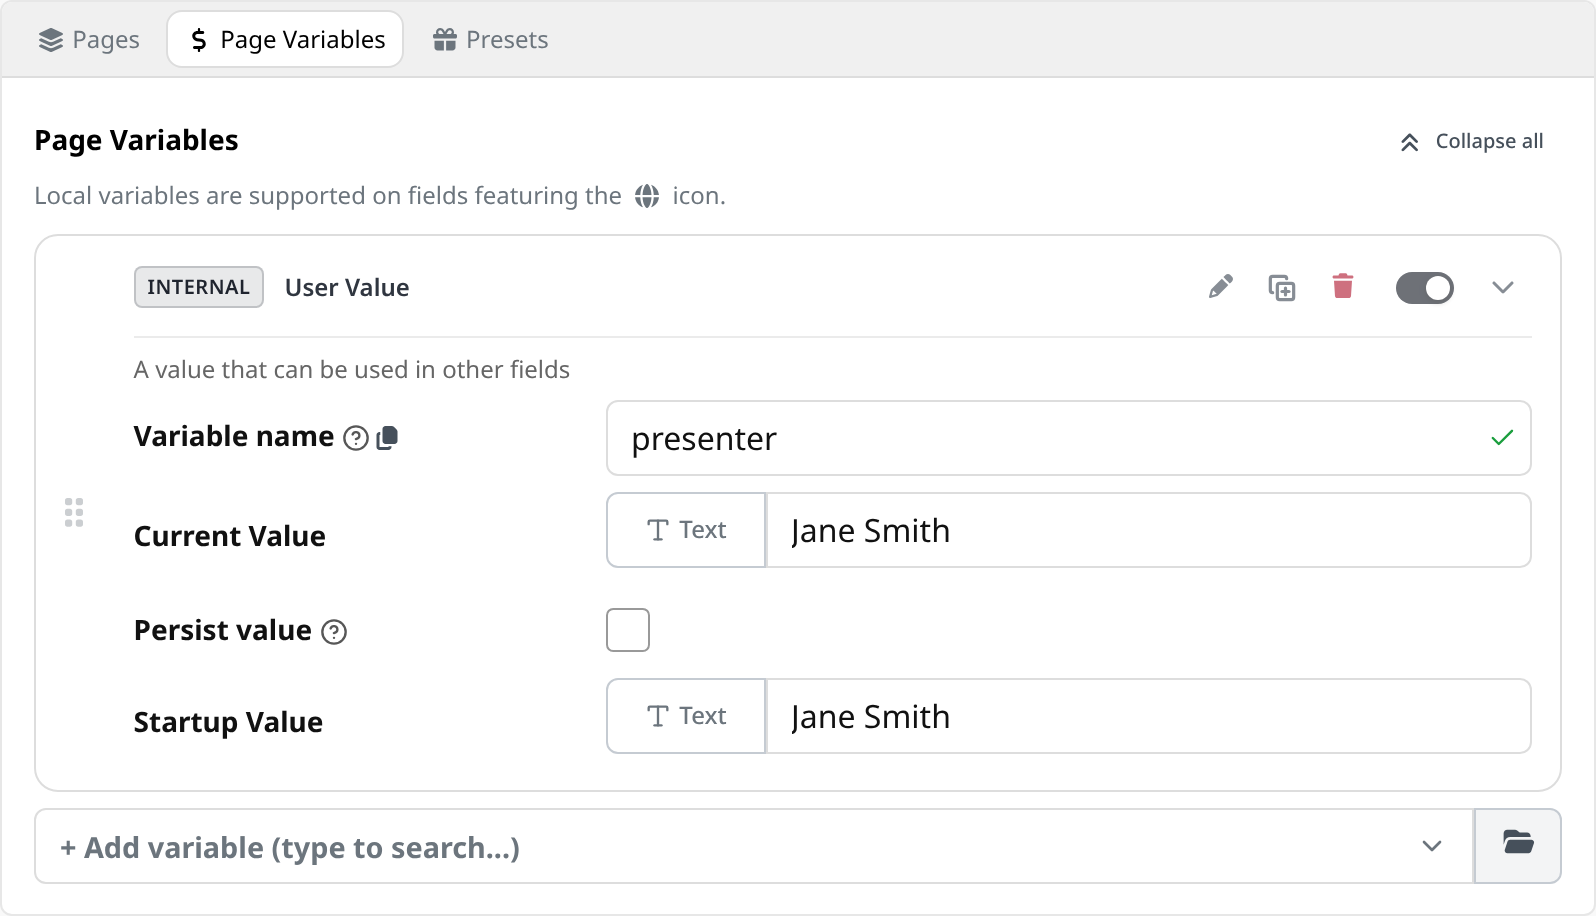 Pages
Page Variables
Presets
Page Variables
Collapse all
Local variables are supported on fields featuring the icon.
INTERNAL
User Value
A value that can be used in other fields
Variable name
presenter
Current Value
Text
Jane Smith
Persist value
Startup Value
Text
Jane Smith
+ Add variable (type to search...)